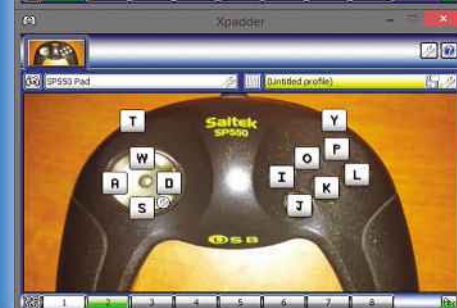 Xpadder
SP550 Pad
(Untitled profile)
T
Y
Saitek
SP550
W
O
P
A
D
I
K
L
S
J
USB
1 2 3 4 5 6 7 8